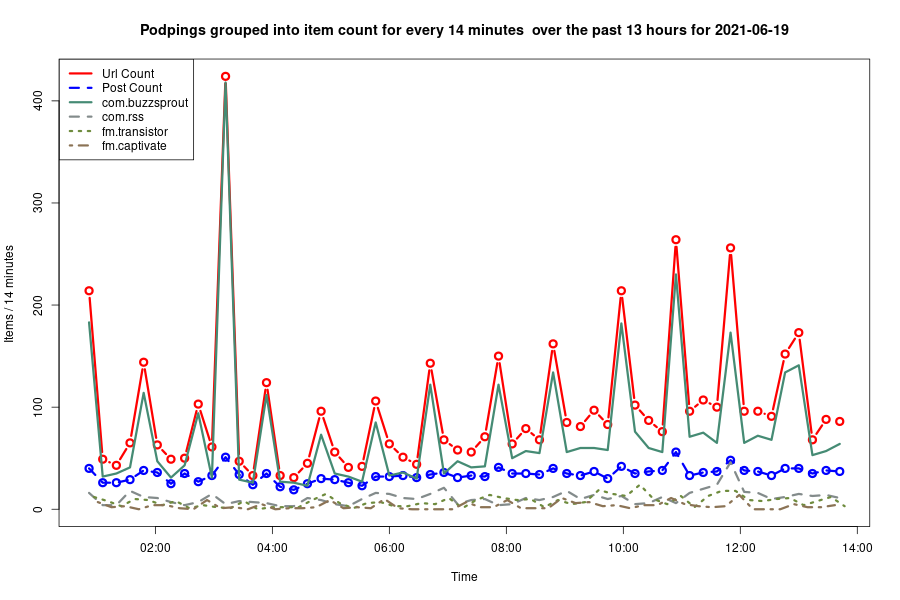 Podpings grouped into item count for every 14 minutes  over the past 13 hours for 2021-06-19
Url Count
Post Count
com.buzzsprout
com.rss
fm.transistor
fm.captivate
Items / 14 minutes
400
300
200
100
0
02:00 04:00 06:00 08:00 10:00 12:00 14:00
Time